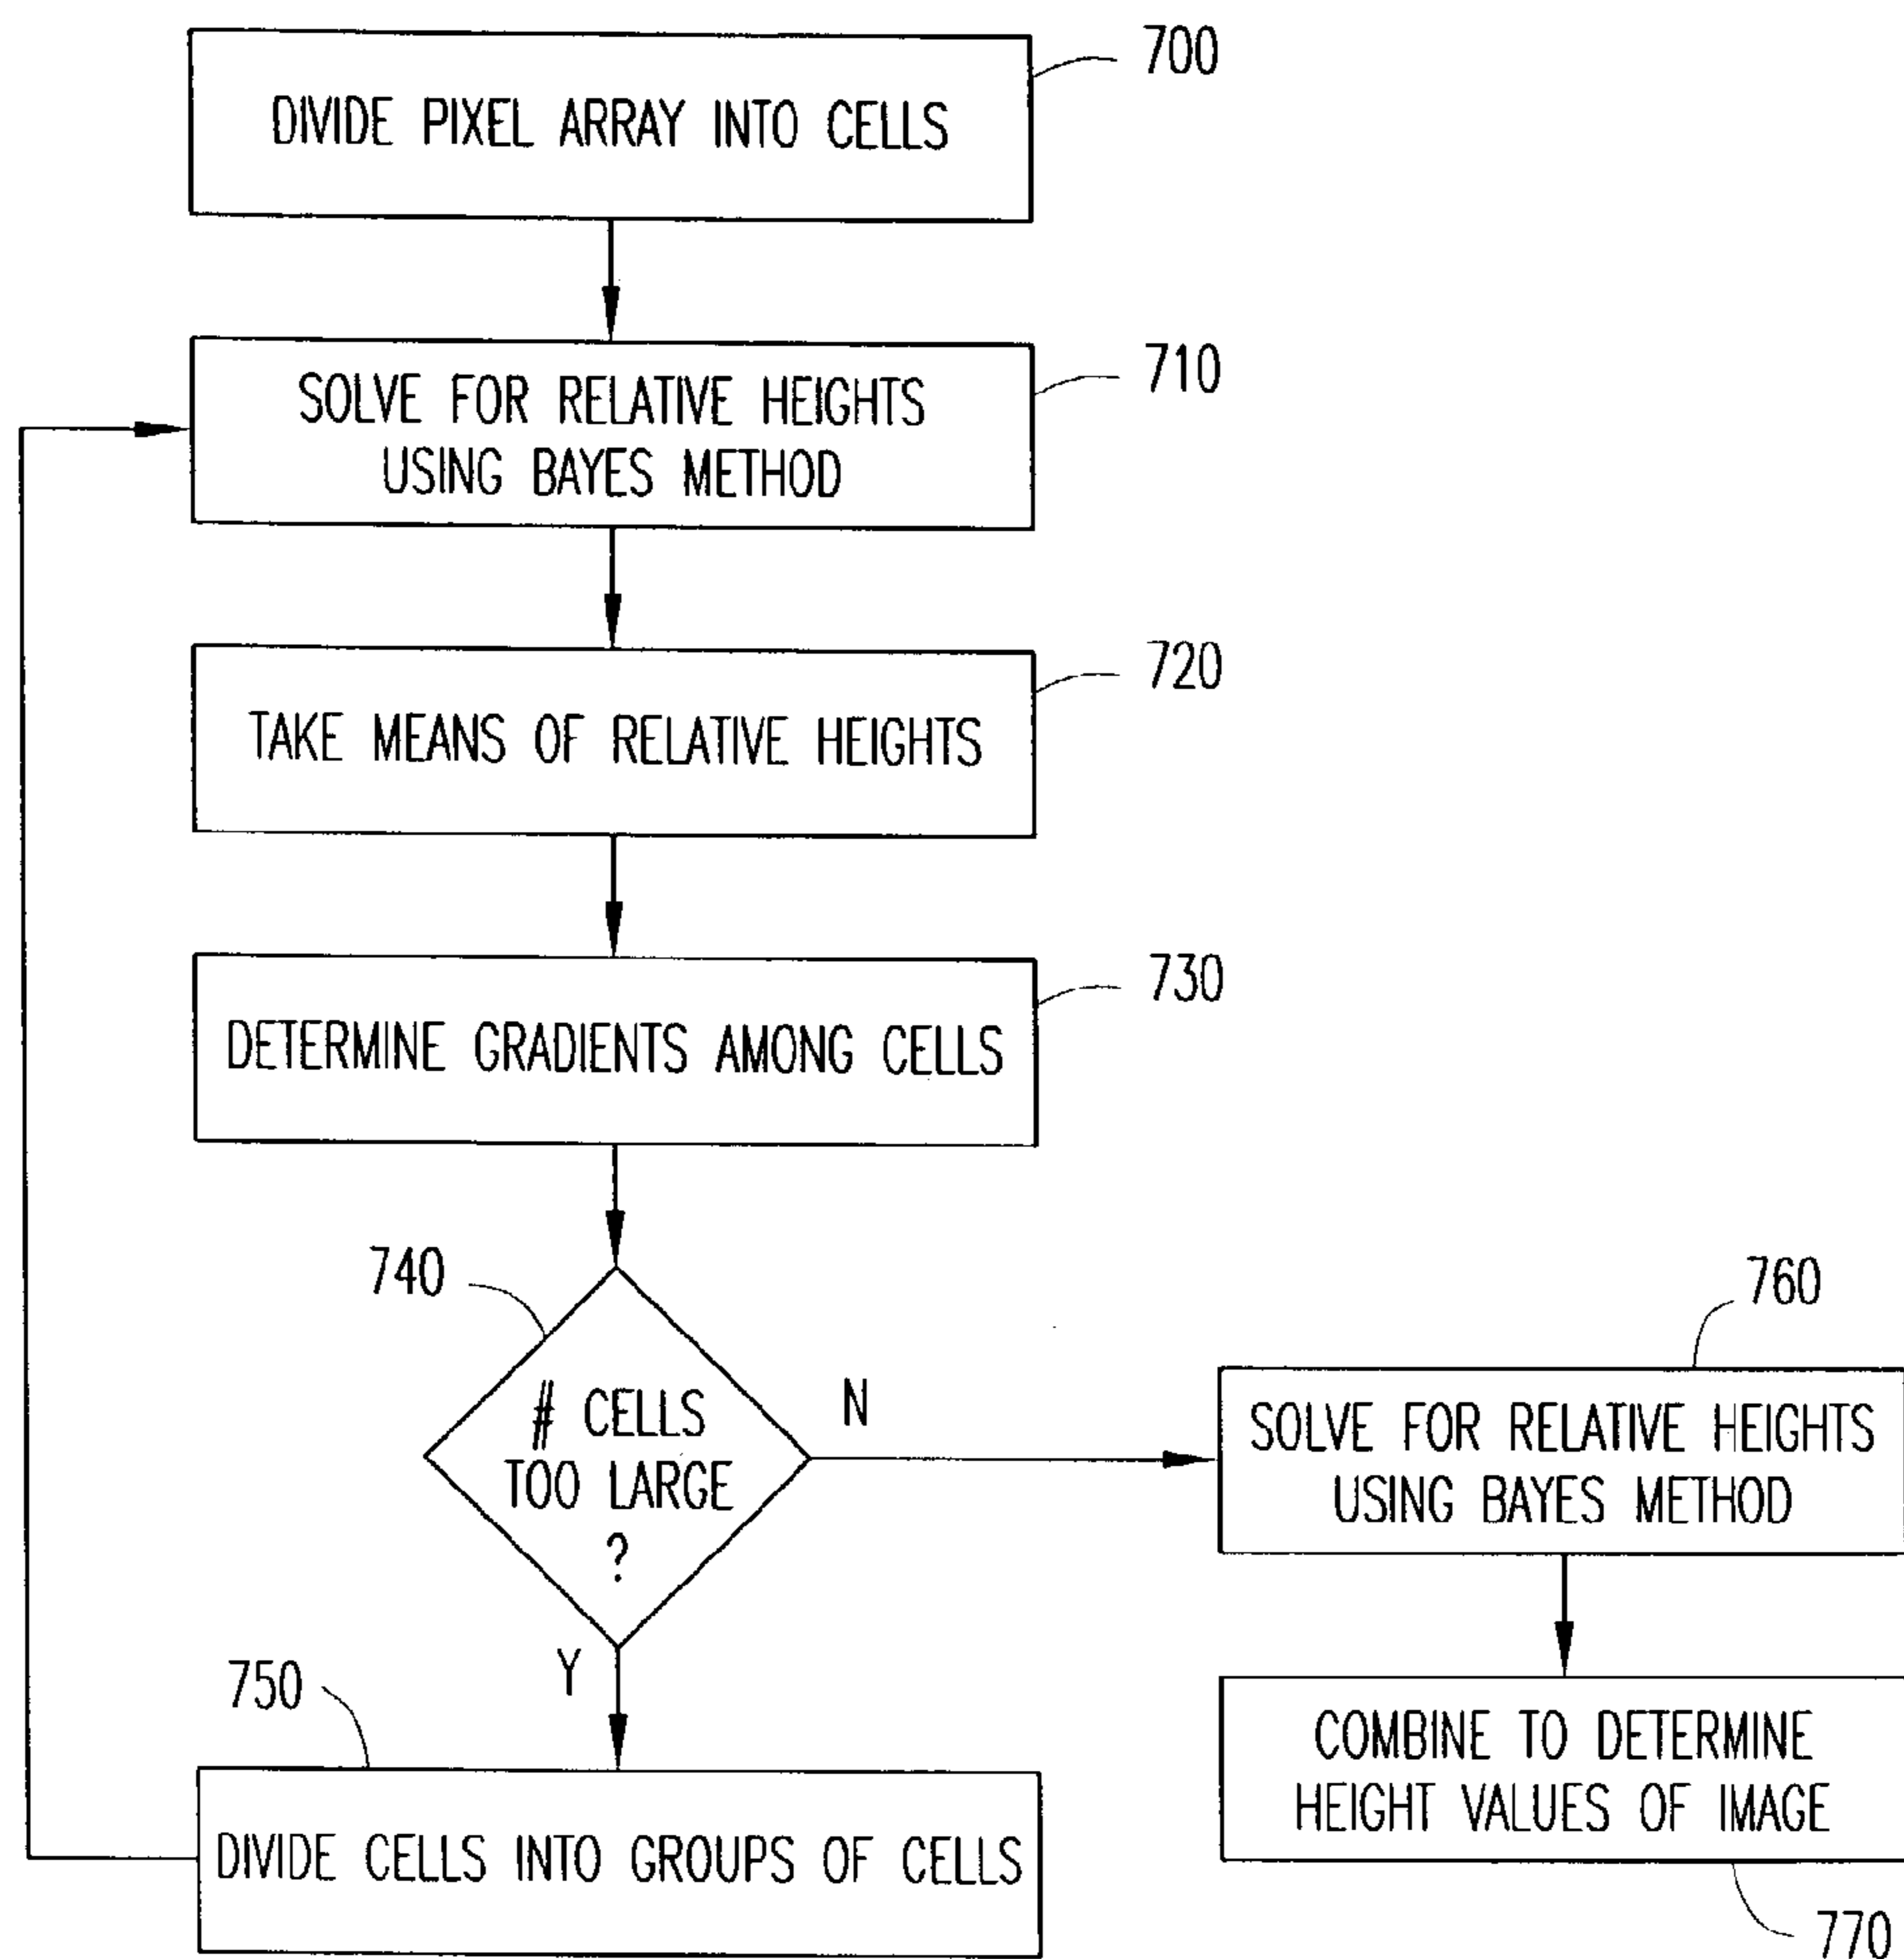 700
DIVIDE PIXEL ARRAY INTO CELLS
710
SOLVE FOR RELATIVE HEIGHTS
USING BAYES METHOD
720
TAKE MEANS OF RELATIVE HEIGHTS
730
DETERMINE GRADIENTS AMONG CELLS
740
# CELLS
TOO LARGE
?
N
Y
760
SOLVE FOR RELATIVE HEIGHTS
USING BAYES METHOD
750
DIVIDE CELLS INTO GROUPS OF CELLS
COMBINE TO DETERMINE
HEIGHT VALUES OF IMAGE
770